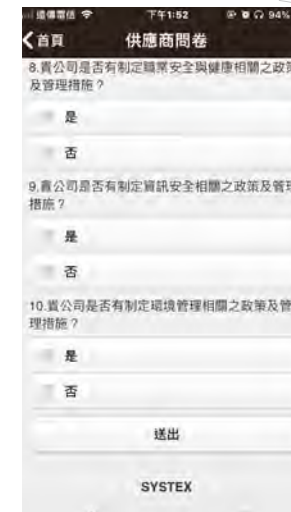 遠傳電信 下午1:52 94%
首頁 供應商問卷
8.貴公司是否有制定職業安全與健康相關之政策
及管理措施？
是
否
9.貴公司是否有制定資訊安全相關之政策及管理
措施？
是
否
10.貴公司是否有制定環境管理相關之政策及管
理措施？
是
否
送出
SYSTEX